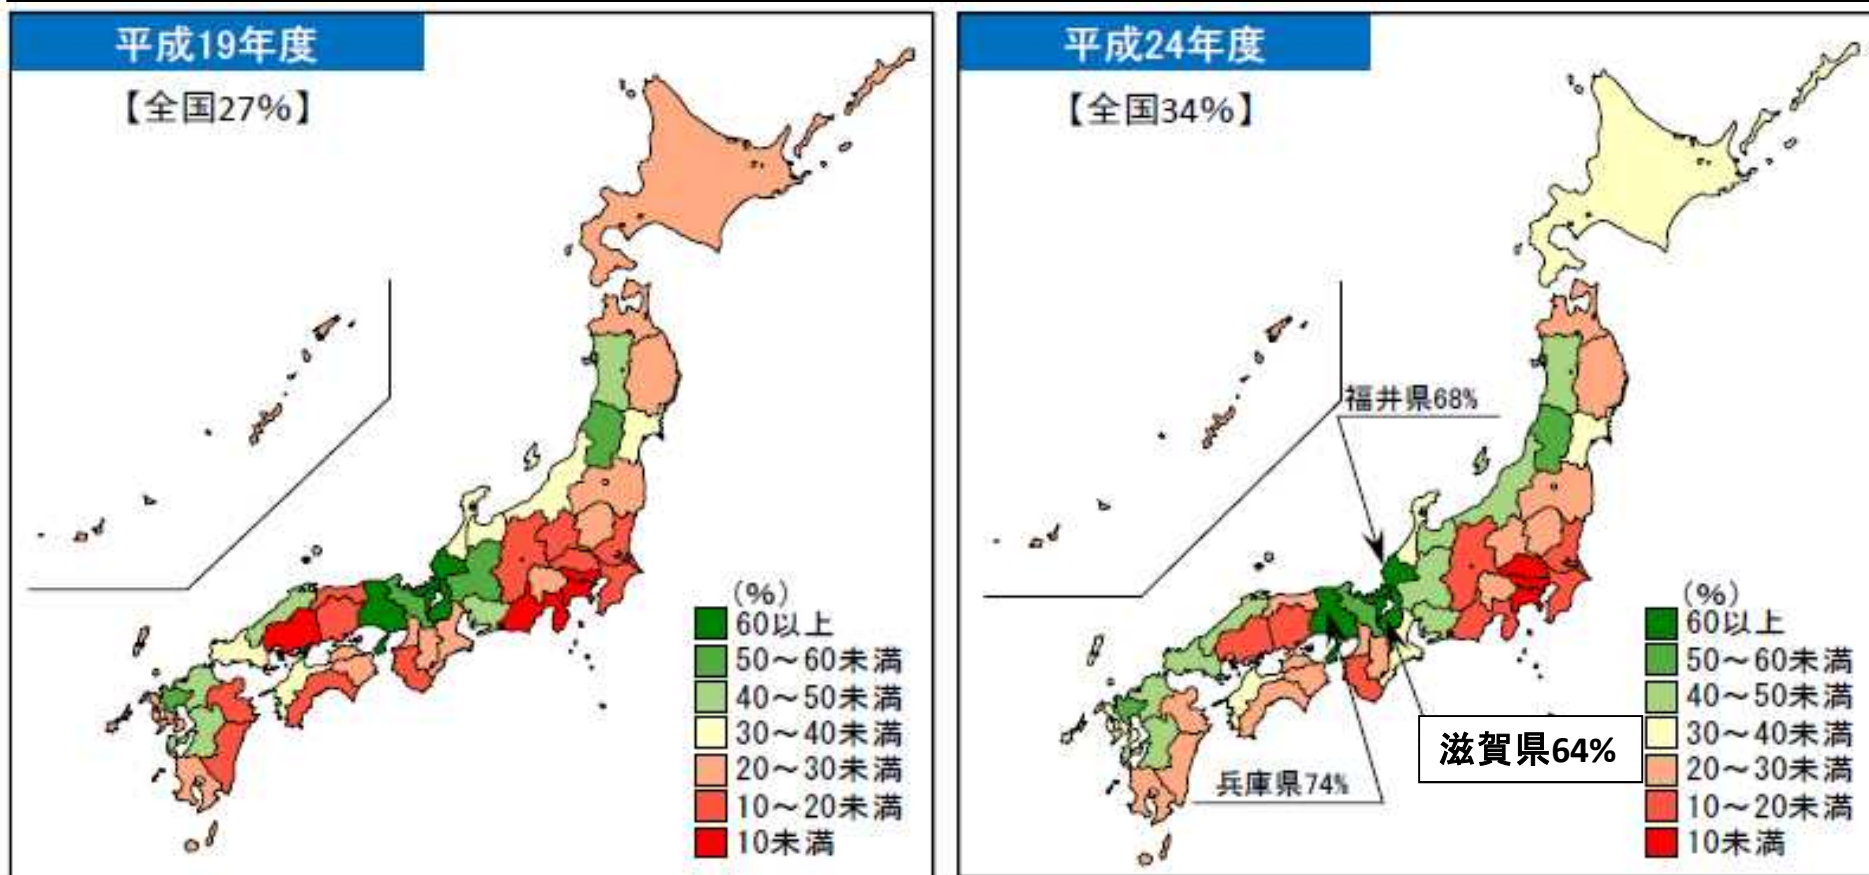 平成19年度
【全国27%】
(%)
60以上
50～60未満
40～50未満
30～40未満
20～30未満
10～20未満
10未満
平成24年度
【全国34%】
福井県68%
滋賀県64%
兵庫県74%
(%)
60以上
50～60未満
40～50未満
30～40未満
20～30未満
10～20未満
10未満